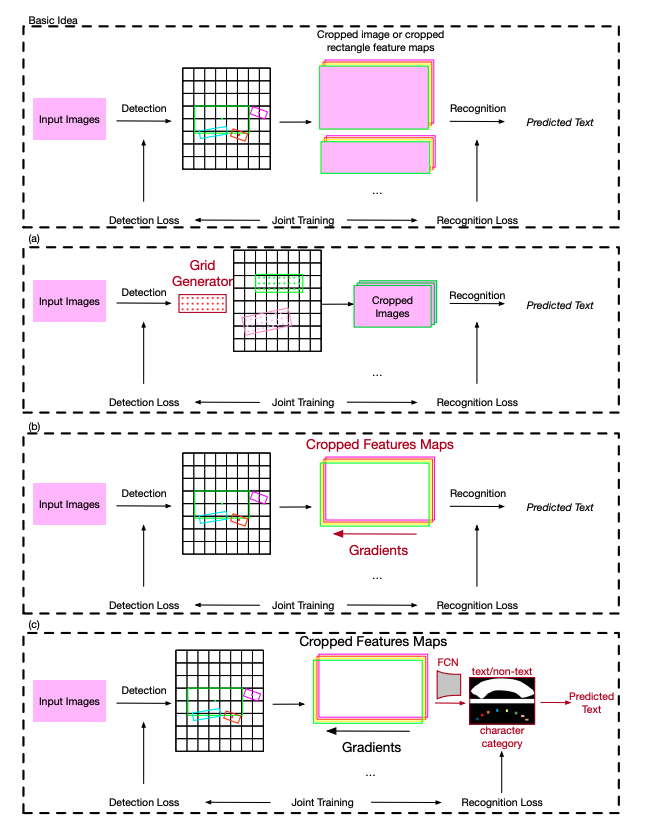 Basic Idea
Cropped image or cropped
rectangle feature maps
Input Images
Detection
Recognition
Predicted Text
...
Detection Loss
Joint Training
Recognition Loss
(a)
Grid
Generator
Input Images
Detection
Cropped
Images
Recognition
Predicted Text
...
Detection Loss
Joint Training
Recognition Loss
(b)
Cropped Features Maps
Input Images
Detection
Recognition
Predicted Text
Gradients
...
Detection Loss
Joint Training
Recognition Loss
(c)
Cropped Features Maps
FCN
text/non-text
Input Images
Detection
Predicted
Text
character
category
Gradients
...
Detection Loss
Joint Training
Recognition Loss